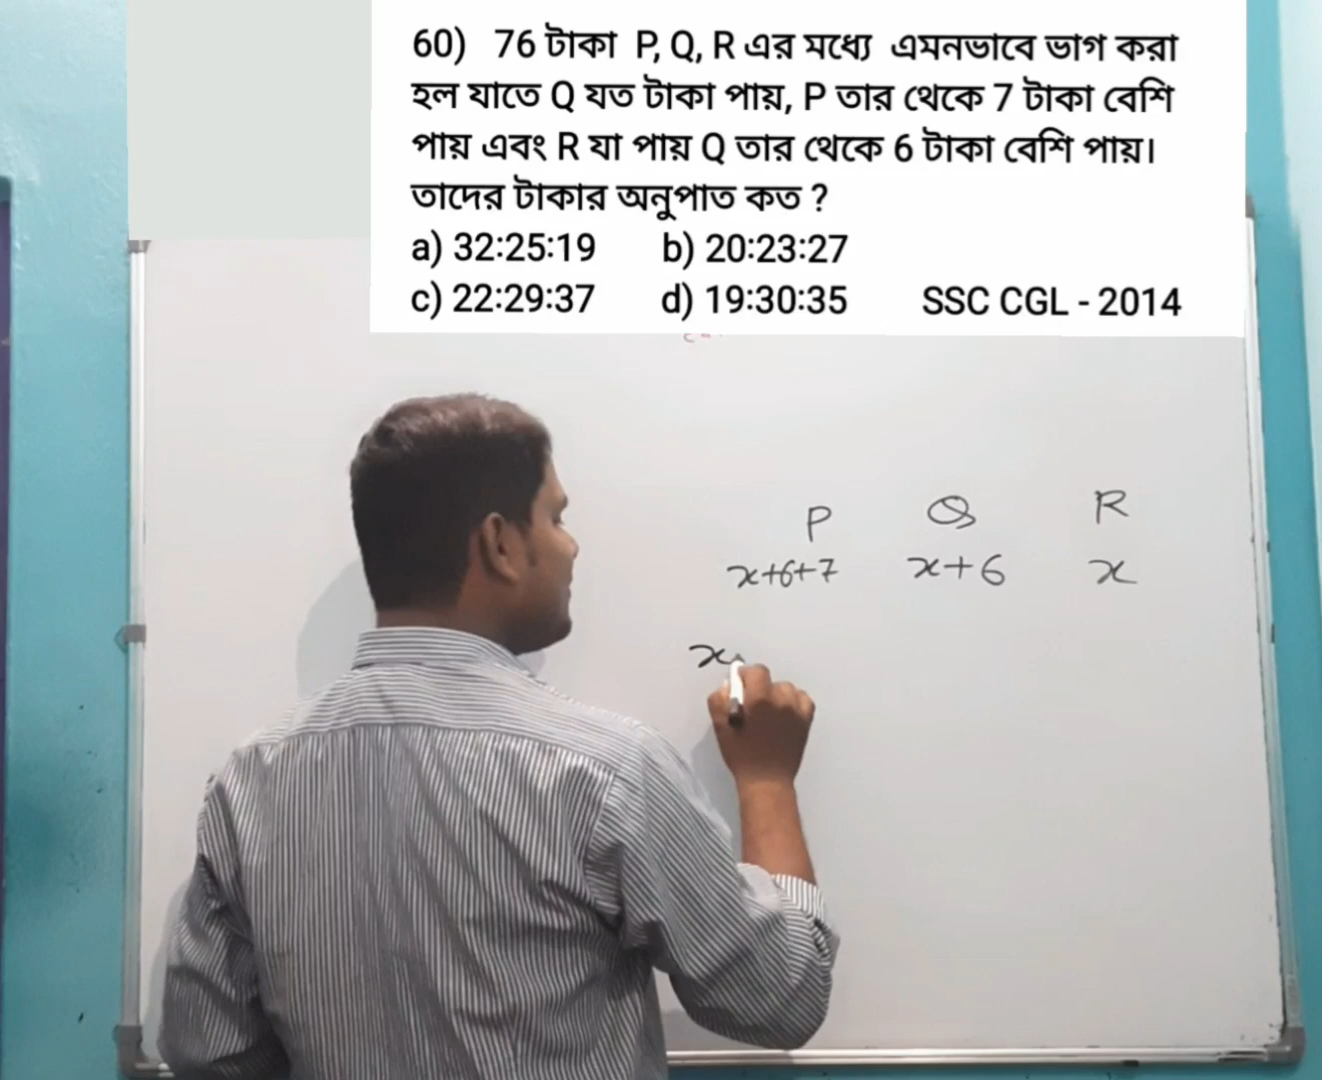 60) 76 টাকা P, Q, R এর মধ্যে এমনভাবে ভাগ করা
হল যাতে Q যত টাকা পায়, P তার থেকে 7 টাকা বেশি
পায় এবং R যা পায় Q তার থেকে 6 টাকা বেশি পায়।
তাদের টাকার অনুপাত কত ?
a) 32:25:19 b) 20:23:27
c) 22:29:37 d) 19:30:35 SSC CGL - 2014
P Q R
x+6+7 x+6 x
x